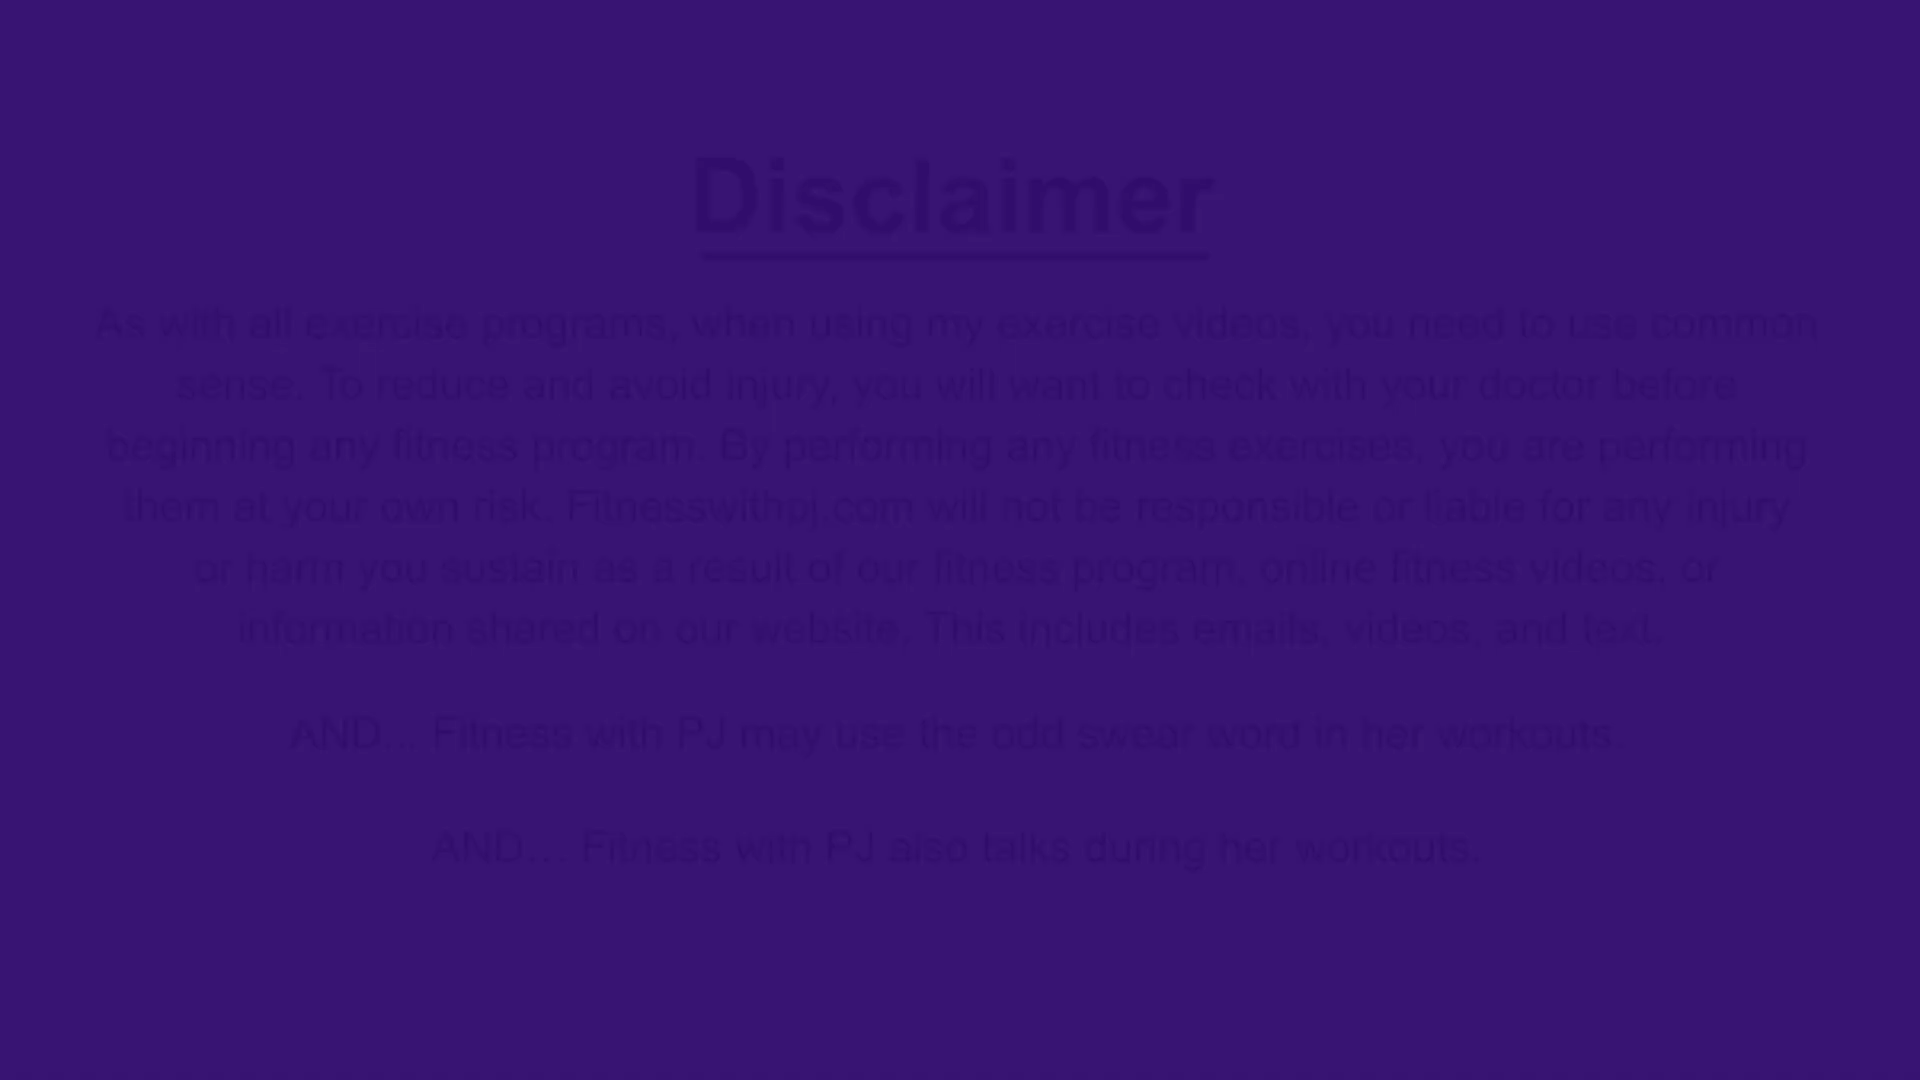 Disclaimer
As with all exercise programs, when using my exercise videos, you need to use common
sense. To reduce and avoid injury, you will want to check with your doctor before
beginning any fitness program. By performing any fitness exercises, you are performing
them at your own risk. Fitnesswithpj.com will not be responsible or liable for any injury
or harm you sustain as a result of our fitness program, online fitness videos, or
information shared on our website. This includes emails, videos, and text.
AND... Fitness with PJ may use the odd swear word in her workouts.
AND... Fitness with PJ also talks during her workouts.